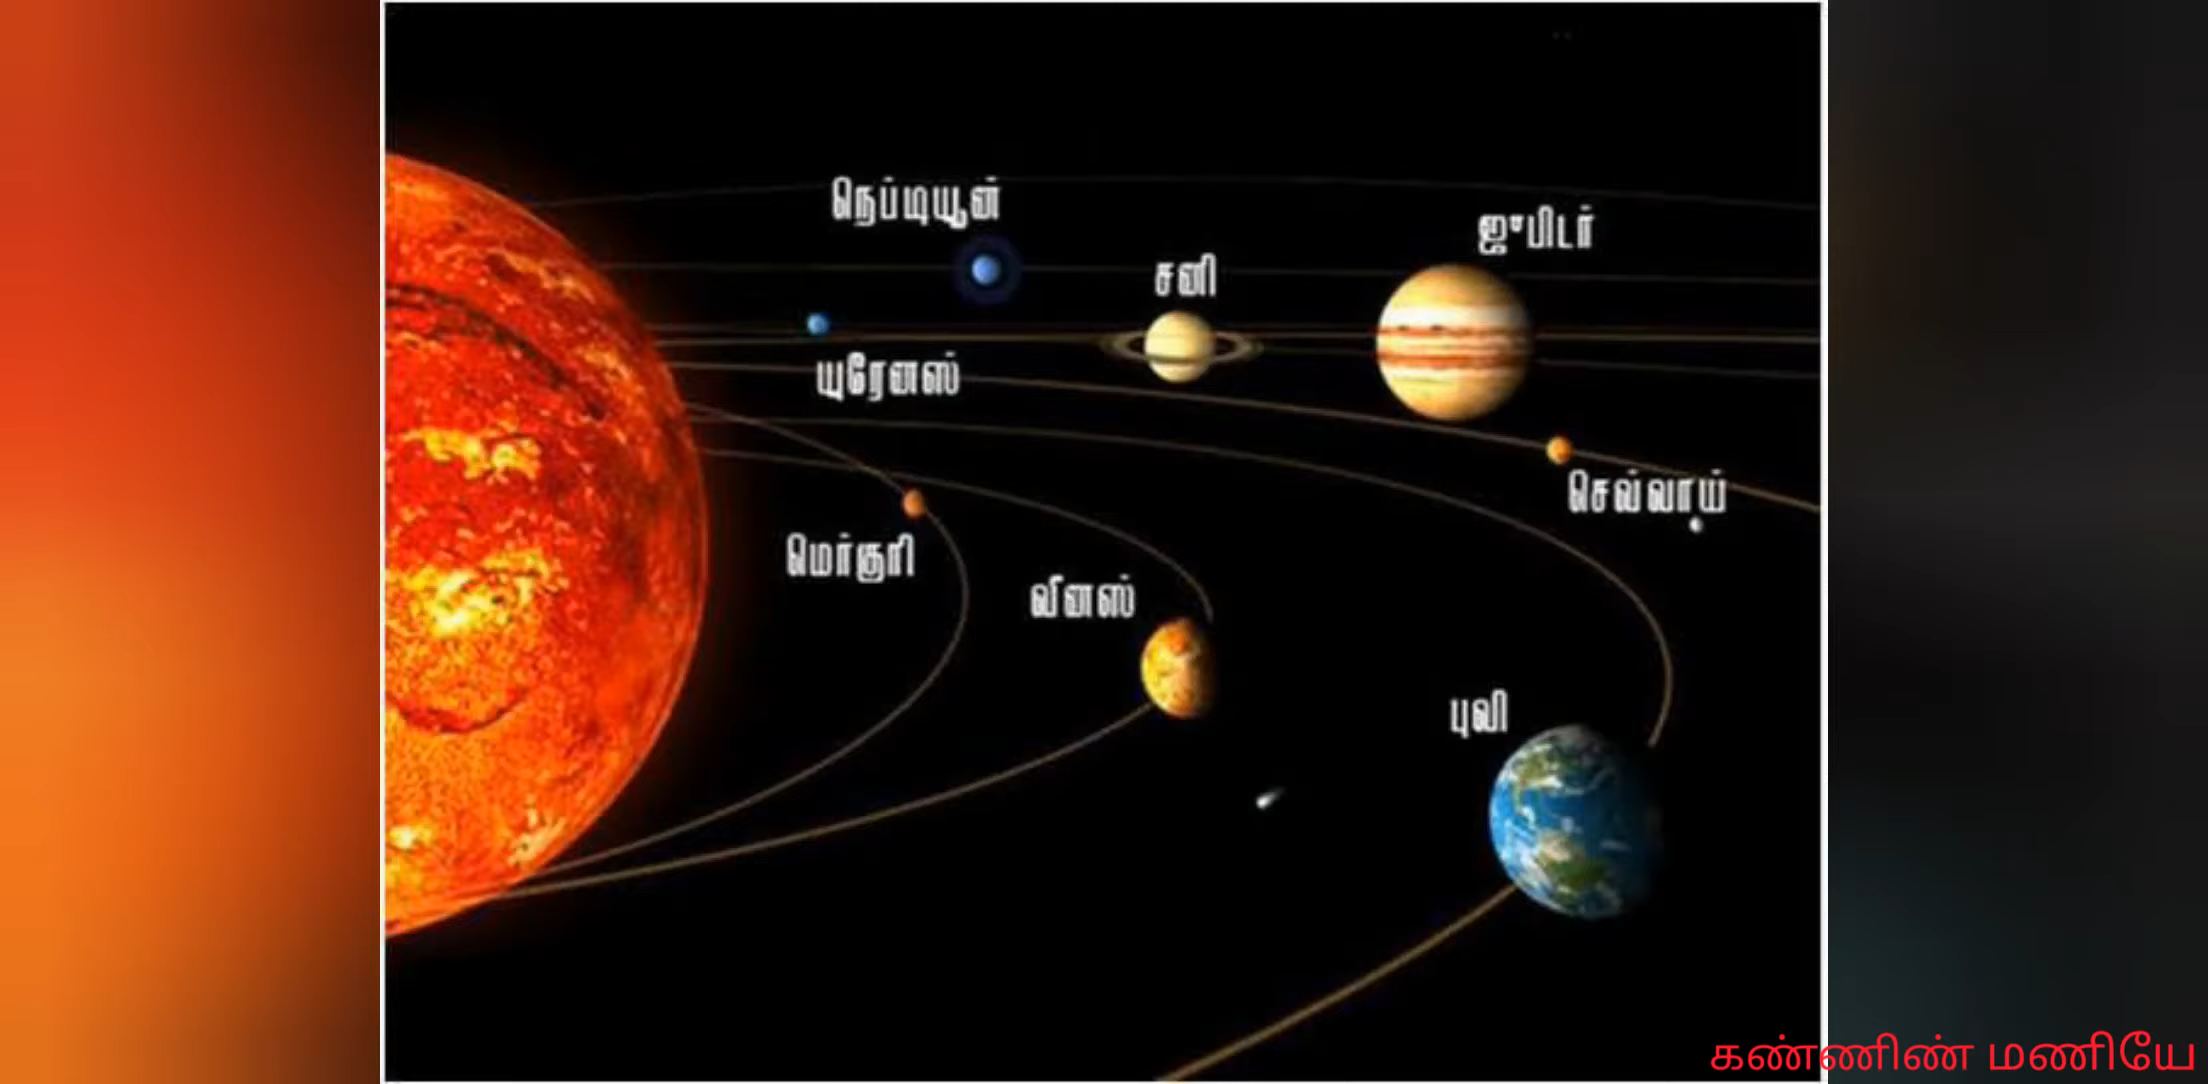 நெப்டியூன்
ஜுபிடர்
சனி
யுரேனஸ்
செவ்வாய்
மெர்குரி
வீனஸ்
புவி
கண்ணிண் மணியே